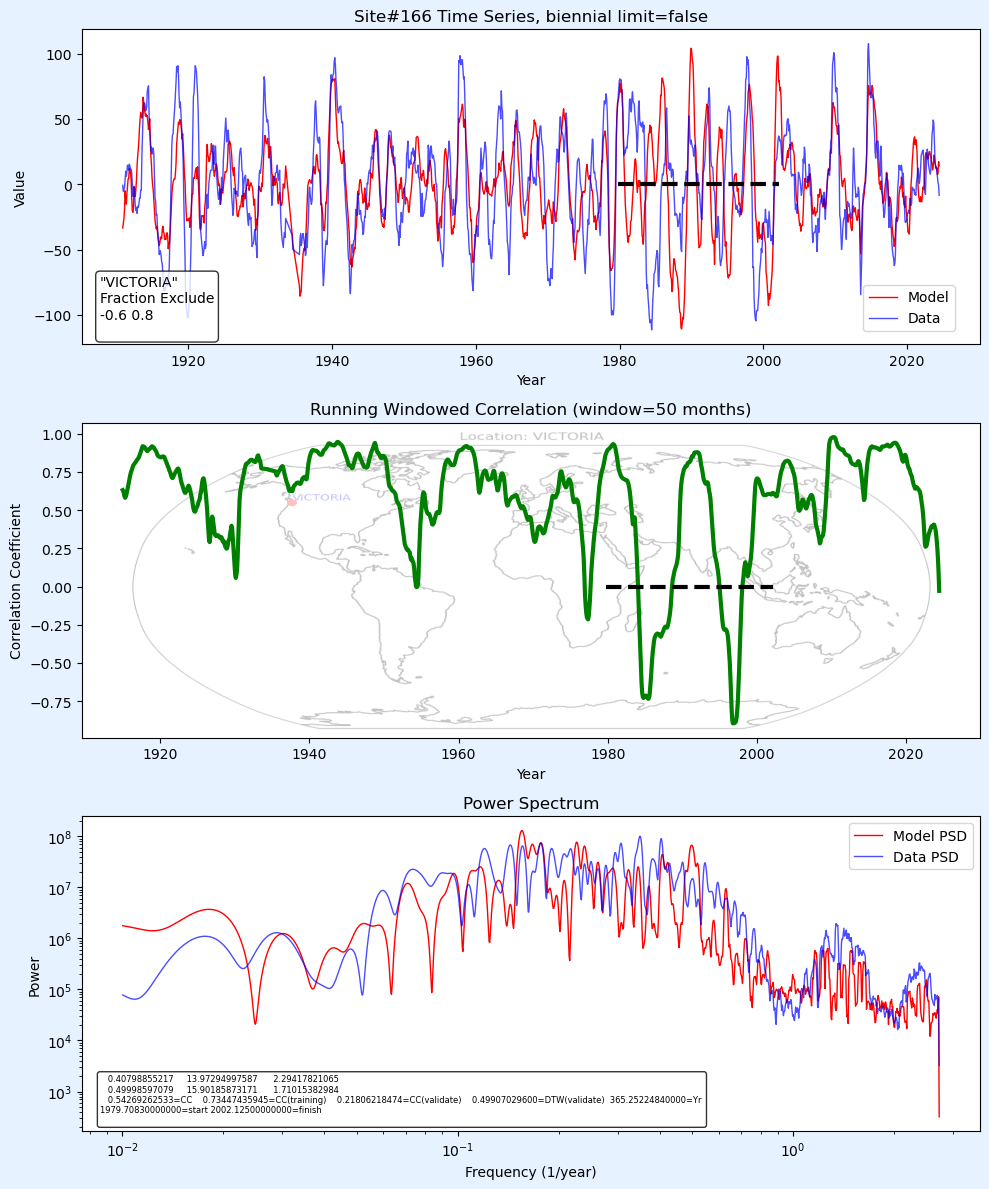 Site#166 Time Series, biennial limit=false
Value
100
50
0
−50
−100
"VICTORIA"
Fraction Exclude
-0.6 0.8
Model
Data
1920 1940 1960 1980 2000 2020
Year
Running Windowed Correlation (window=50 months)
Correlation Coefficient
1.00
0.75
0.50
0.25
0.00
−0.25
−0.50
−0.75
Location: VICTORIA
VICTORIA
1920 1940 1960 1980 2000 2020
Year
Power Spectrum
Power
10⁸
10⁷
10⁶
10⁵
10⁴
10³
Model PSD
Data PSD
0.40798855217 13.97294997587 2.29417821065
0.49998597079 15.90185873171 1.71015382984
0.54269262533=CC 0.73447435945=CC(training) 0.21806218474=CC(validate) 0.49907029600=DTW(validate) 365.25224840000=Yr
1979.70830000000=start 2002.12500000000=finish
10⁻² 10⁻¹ 10⁰
Frequency (1/year)